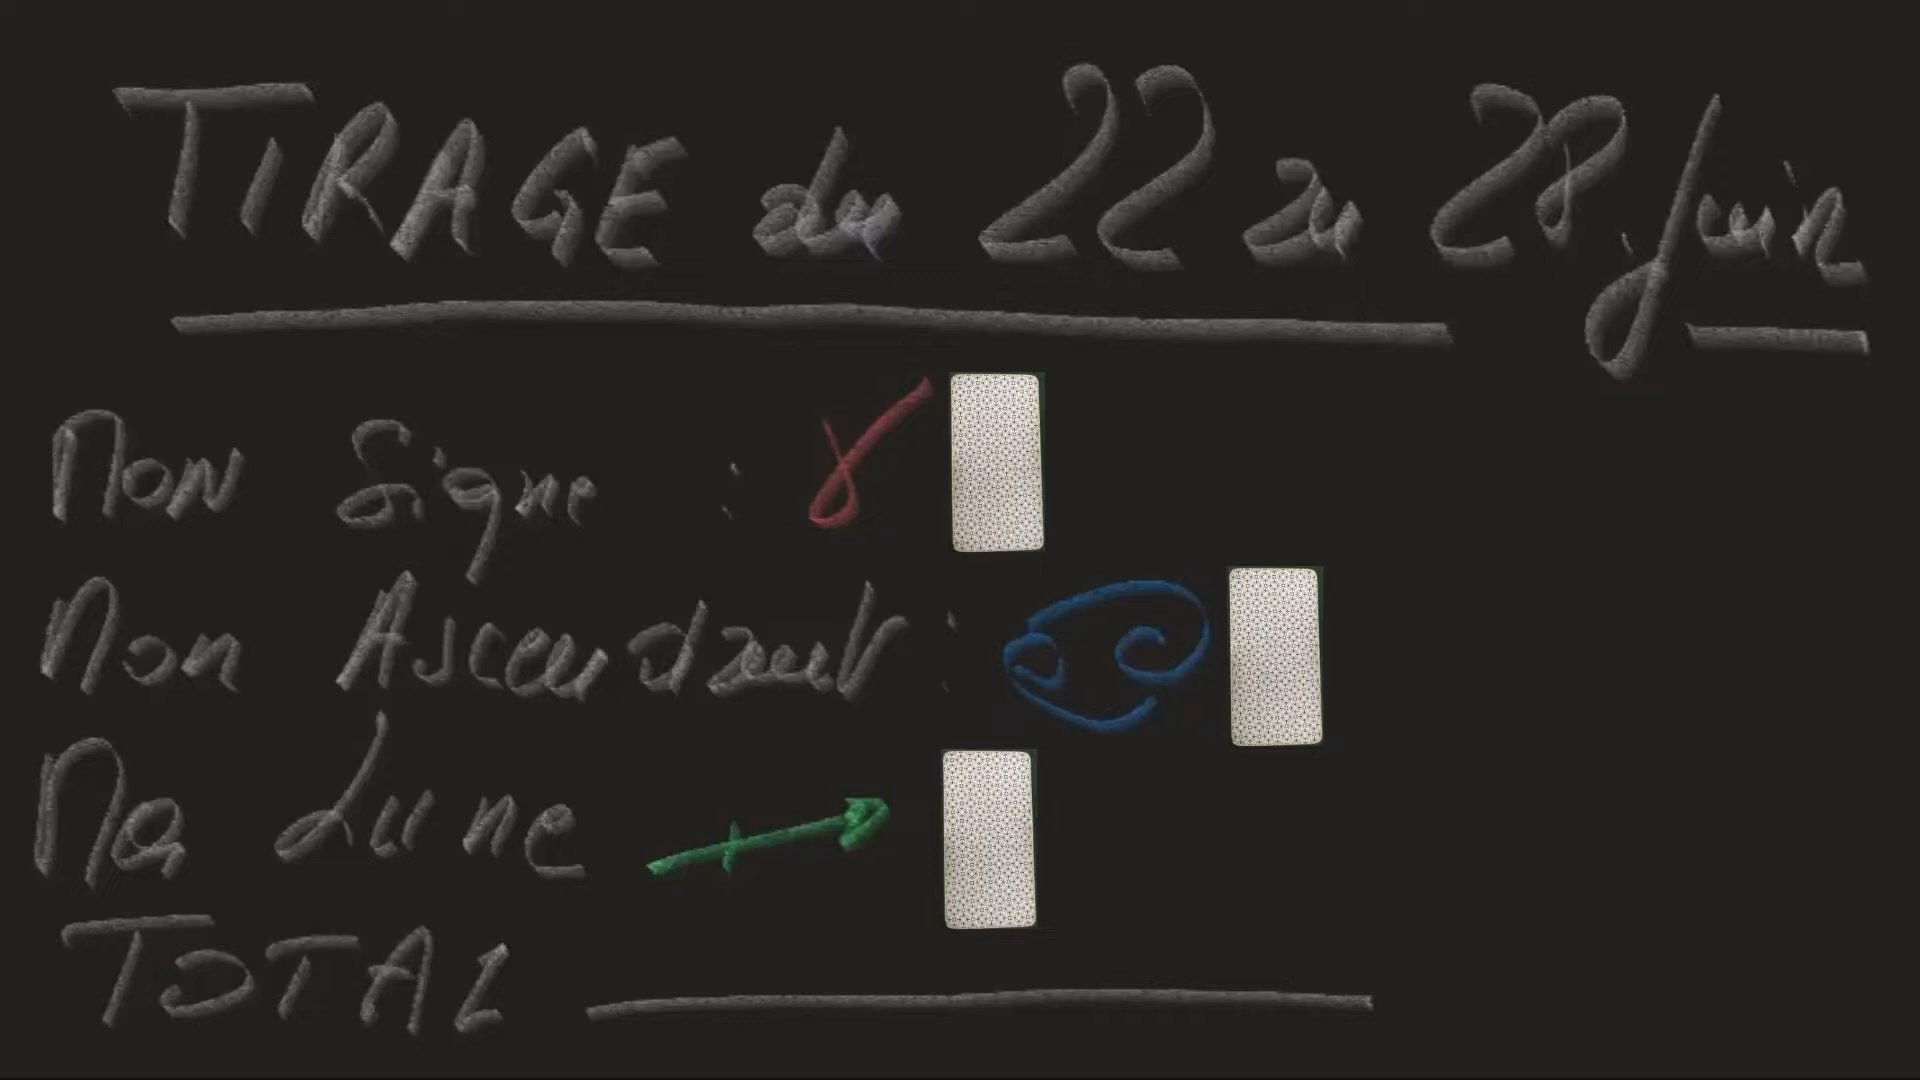 TIRAGE du 22 au 28 juin
Mon Signe :
Mon Ascendant :
Ma Lune
TOTAL